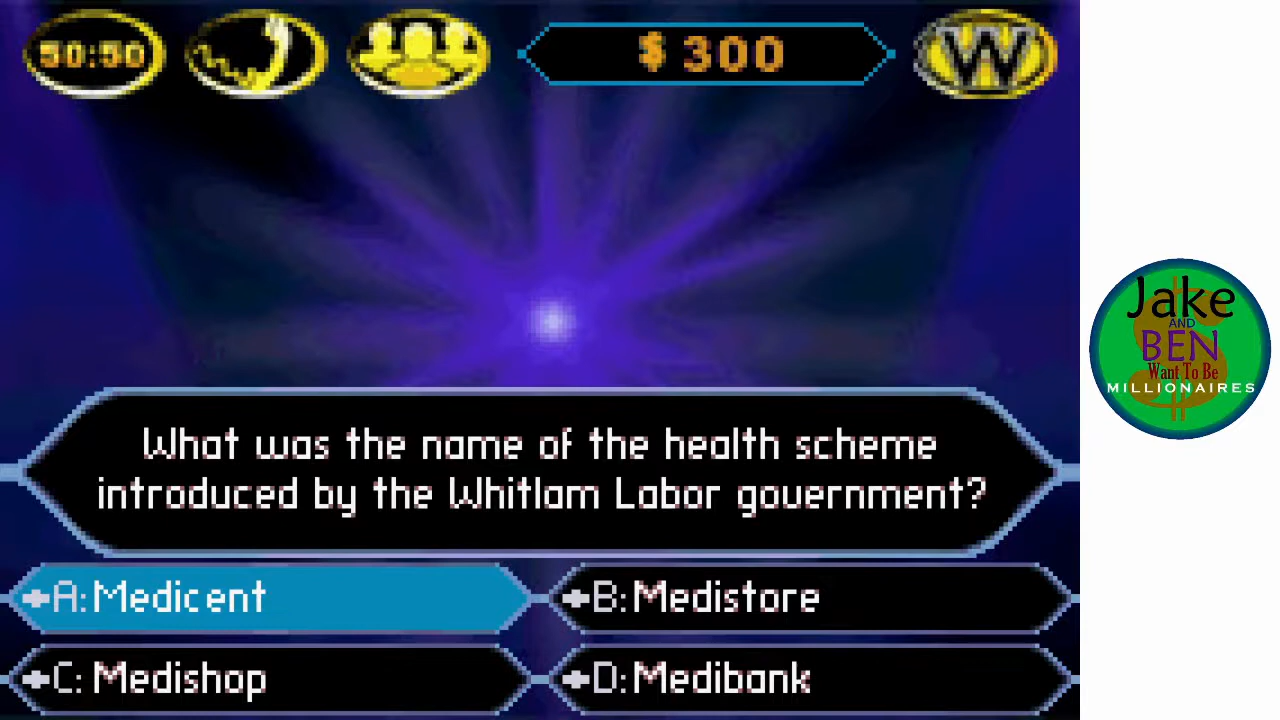 50:50
$ 300
W
What was the name of the health scheme
introduced by the Whitlam Labor government?
A: Medicent
B: Medistore
C: Medishop
D: Medibank
Jake
AND
BEN
Want To Be
MILLIONAIRES